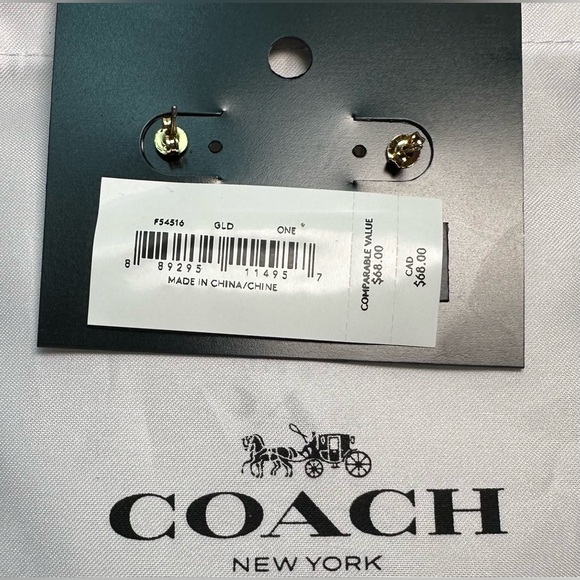 F54516 GLD ONE *
8 89295 11495 7
MADE IN CHINA/CHINE
COMPARABLE VALUE
$68.00
CAD
$68.00
COACH
NEW YORK